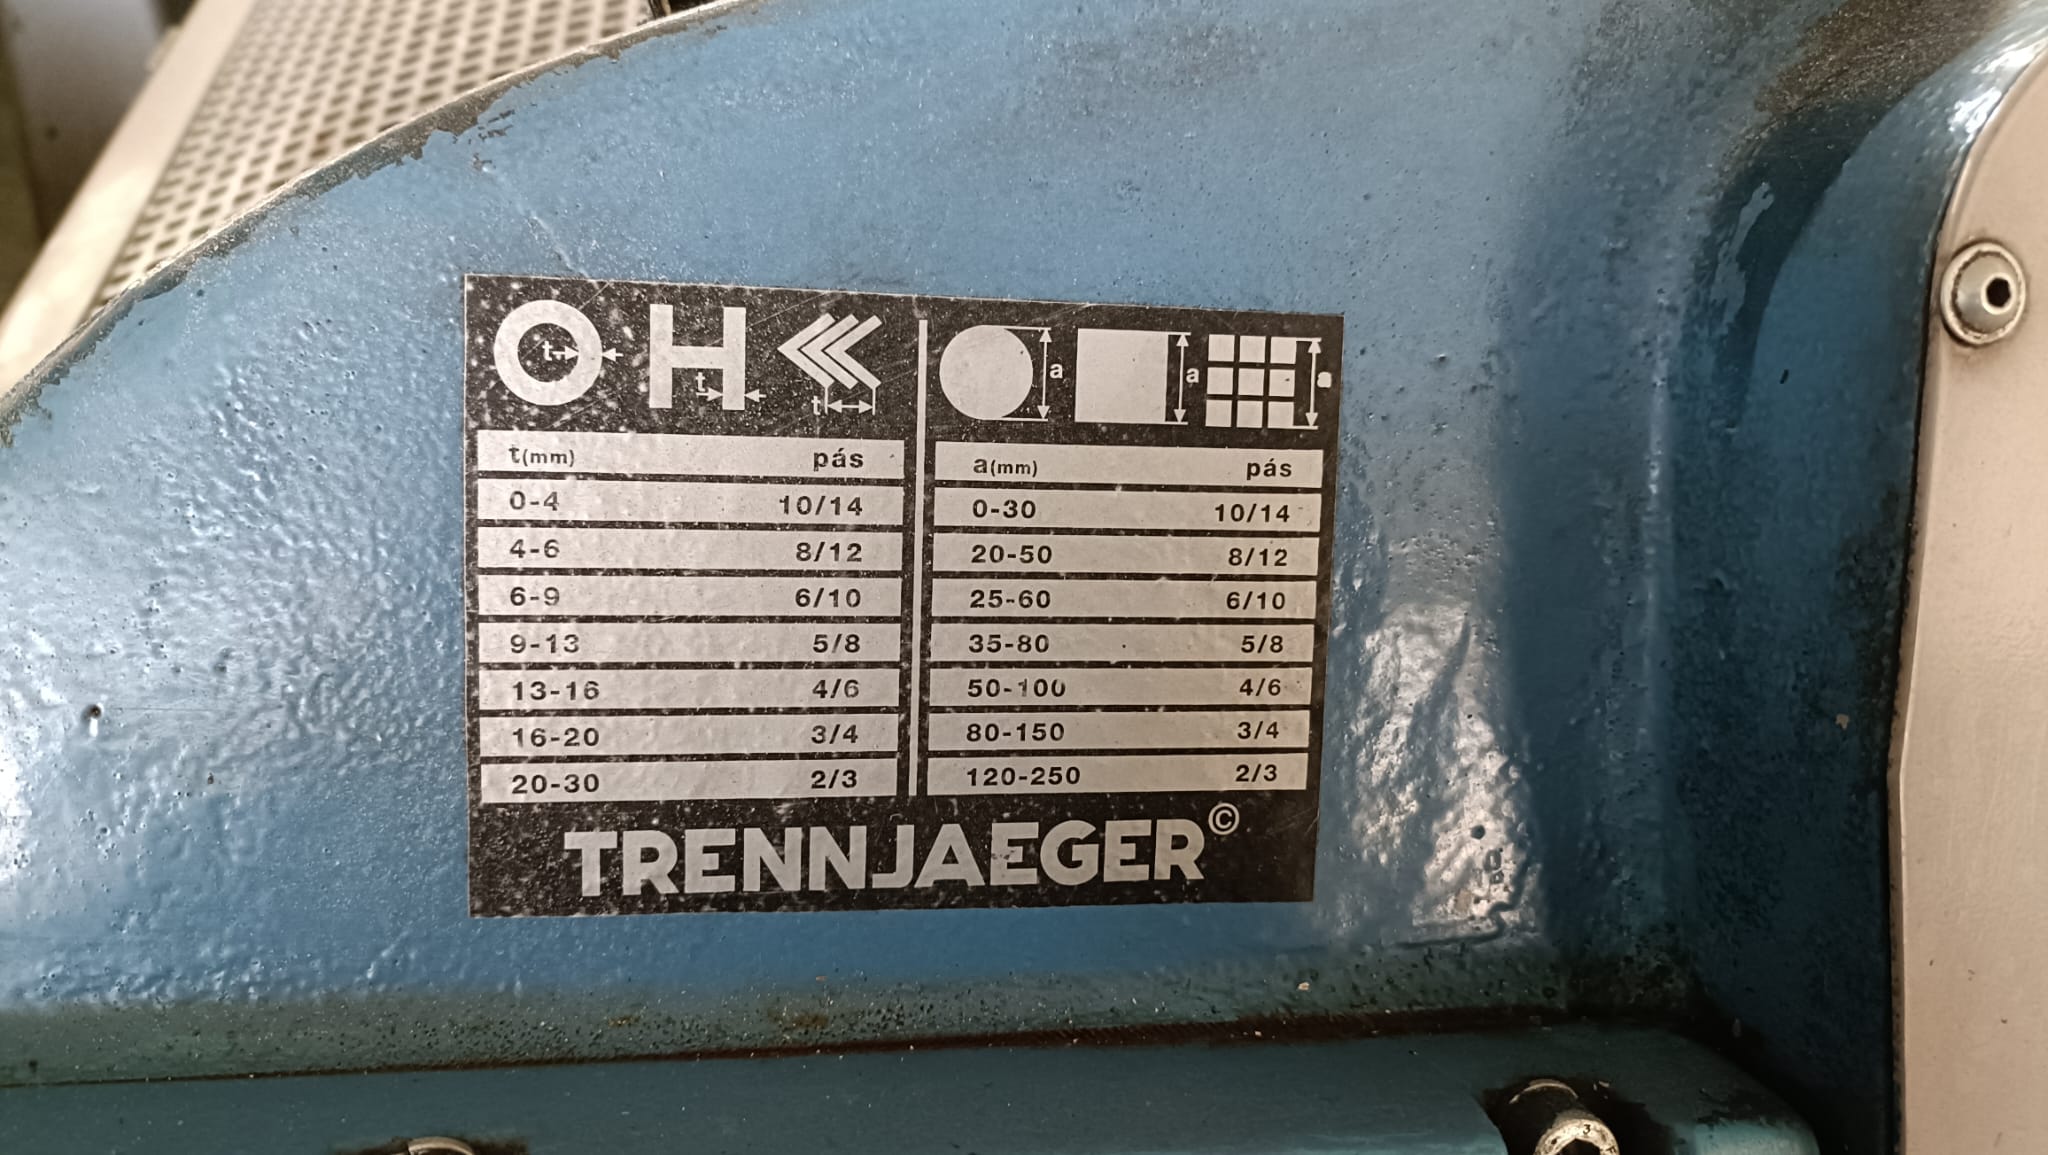 t t t a a a
t(mm) pás a(mm) pás
0-4 10/14 0-30 10/14
4-6 8/12 20-50 8/12
6-9 6/10 25-60 6/10
9-13 5/8 35-80 5/8
13-16 4/6 50-100 4/6
16-20 3/4 80-150 3/4
20-30 2/3 120-250 2/3
TRENNJAEGER©